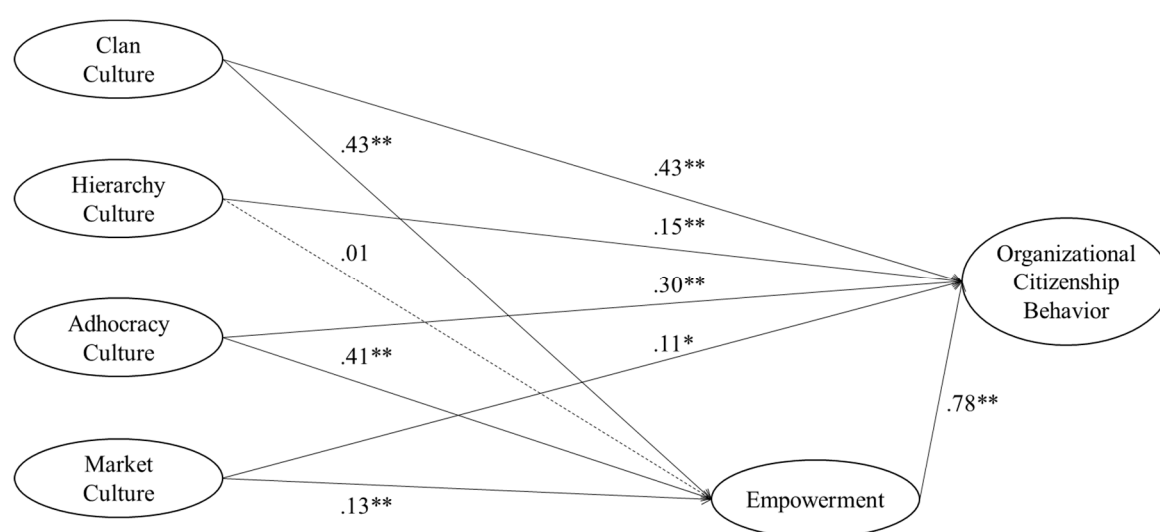 Clan
Culture
.43**
.43**
Hierarchy
Culture
.15**
.01
Organizational
Citizenship
Behavior
.30**
Adhocracy
Culture
.41**
.11*
.78**
Market
Culture
.13**
Empowerment